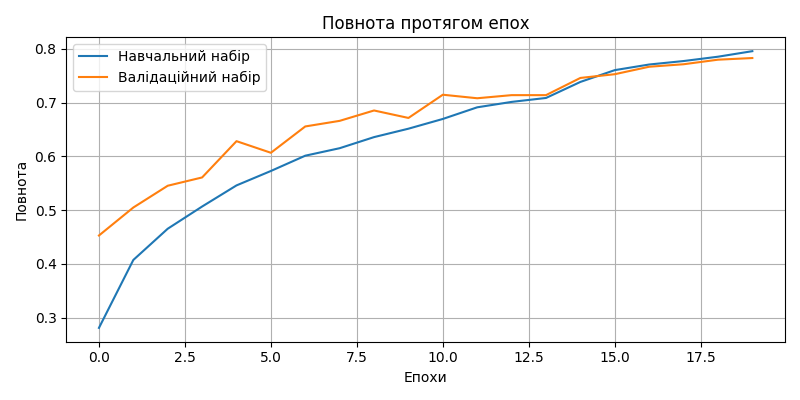 Повнота протягом епох
Навчальний набір
Валідаційний набір
Повнота
0.8
0.7
0.6
0.5
0.4
0.3
0.0 2.5 5.0 7.5 10.0 12.5 15.0 17.5
Епохи